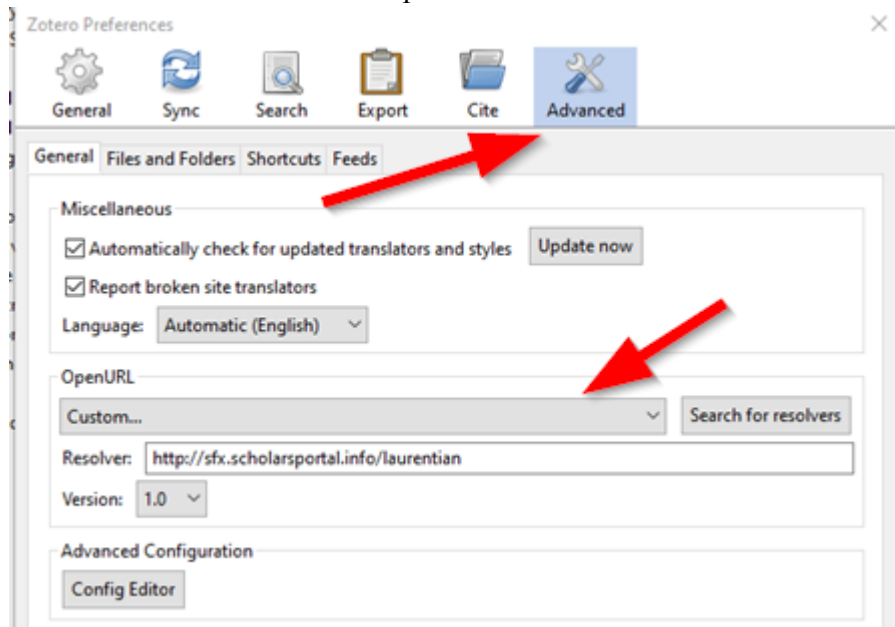 Zotero Preferences
General Sync Search Export Cite Advanced
General Files and Folders Shortcuts Feeds
Miscellaneous
Automatically check for updated translators and styles Update now
Report broken site translators
Language: Automatic (English)
OpenURL
Custom... Search for resolvers
Resolver: http://sfx.scholarsportal.info/laurentian
Version: 1.0
Advanced Configuration
Config Editor